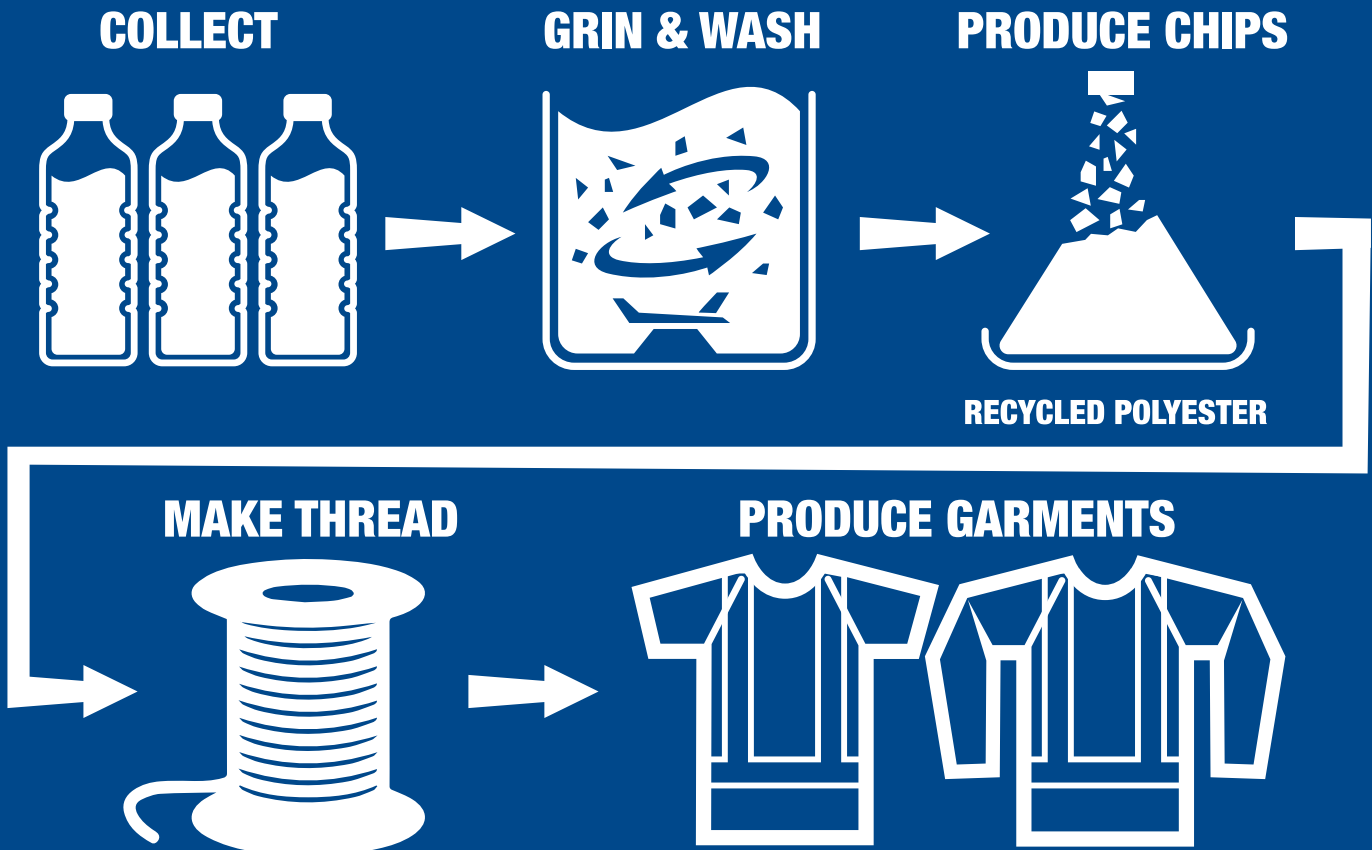 COLLECT
GRIN & WASH
PRODUCE CHIPS
RECYCLED POLYESTER
MAKE THREAD
PRODUCE GARMENTS